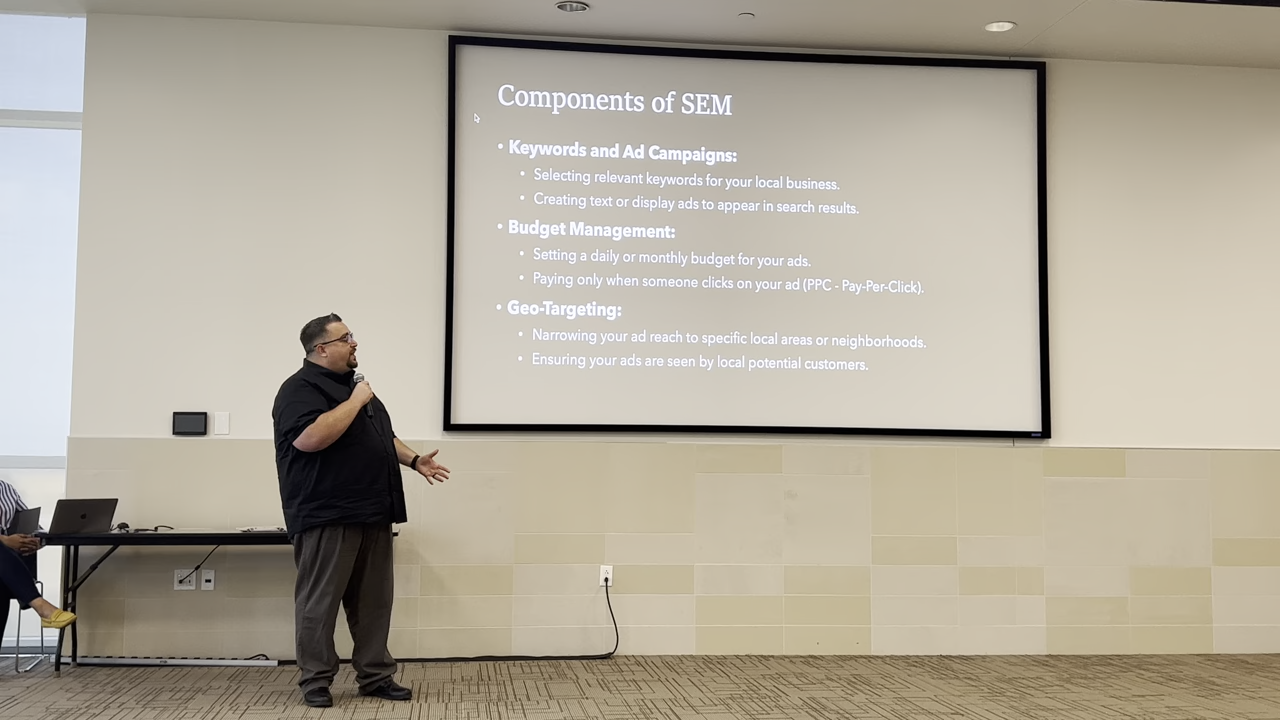 Components of SEM
• Keywords and Ad Campaigns:
• Selecting relevant keywords for your local business.
• Creating text or display ads to appear in search results.
• Budget Management:
• Setting a daily or monthly budget for your ads.
• Paying only when someone clicks on your ad (PPC - Pay-Per-Click).
• Geo-Targeting:
• Narrowing your ad reach to specific local areas or neighborhoods.
• Ensuring your ads are seen by local potential customers.